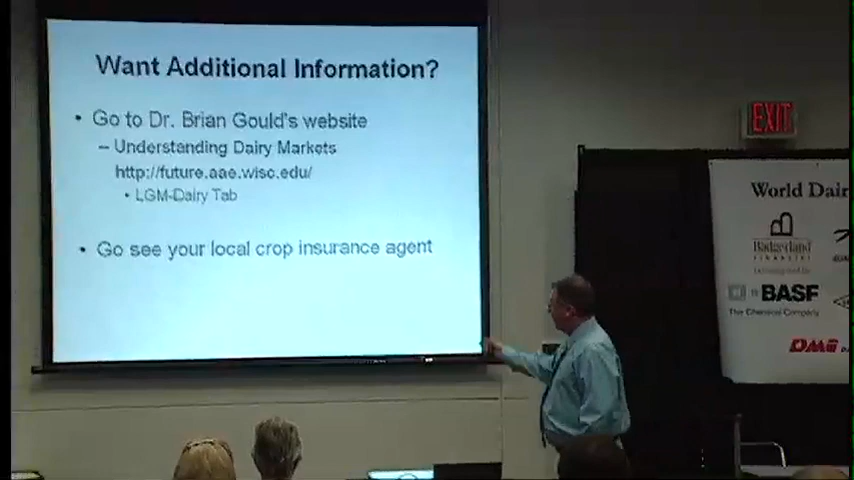 Want Additional Information?
• Go to Dr. Brian Gould's website
– Understanding Dairy Markets
http://future.aae.wisc.edu/
• LGM-Dairy Tab
• Go see your local crop insurance agent
EXIT
World Dair
Badgerland
FINANCIAL
BASF
The Chemical Company